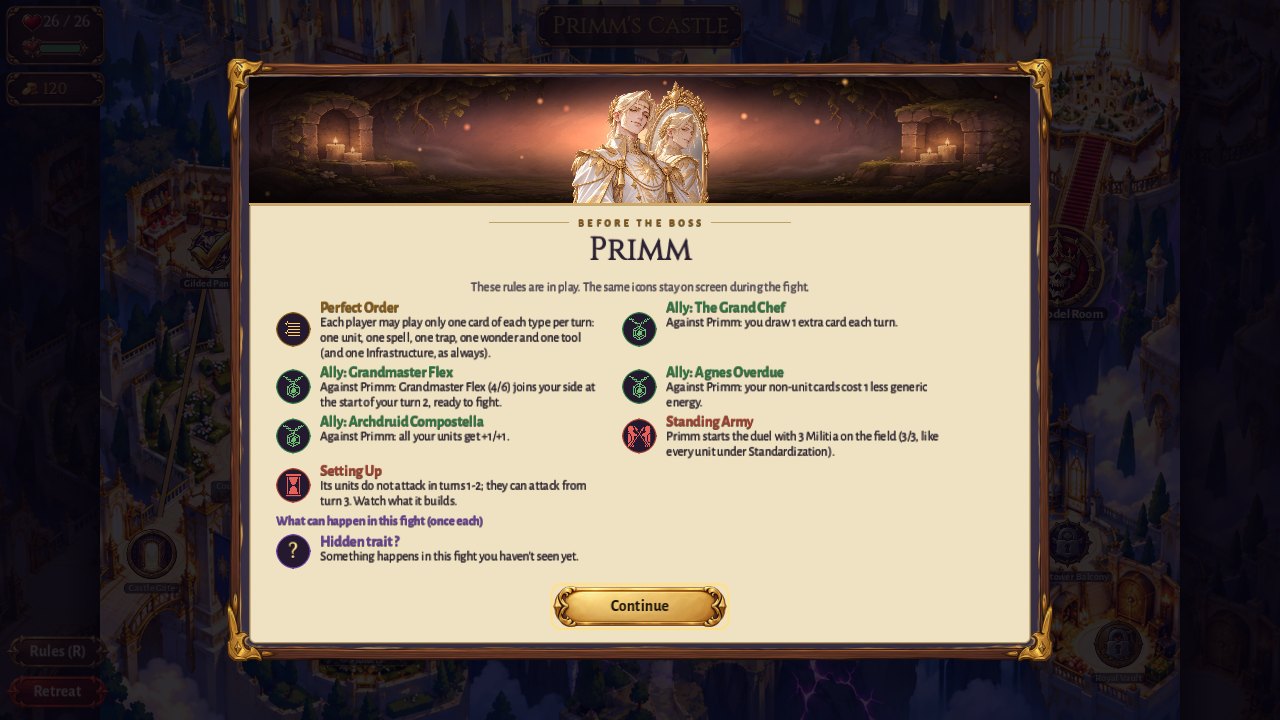 26 / 26
120
PRIMM'S CASTLE
BEFORE THE BOSS
PRIMM
These rules are in play. The same icons stay on screen during the fight.
Perfect Order
Each player may play only one card of each type per turn:
one unit, one spell, one trap, one wonder and one tool
(and one Infrastructure, as always).
Ally: The Grand Chef
Against Primm: you draw 1 extra card each turn.
Ally: Grandmaster Flex
Against Primm: Grandmaster Flex (4/6) joins your side at
the start of your turn 2, ready to fight.
Ally: Agnes Overdue
Against Primm: your non-unit cards cost 1 less generic
energy.
Ally: Archdruid Compostella
Against Primm: all your units get +1/+1.
Standing Army
Primm starts the duel with 3 Militia on the field (3/3, like
every unit under Standardization).
Setting Up
Its units do not attack in turns 1-2; they can attack from
turn 3. Watch what it builds.
What can happen in this fight (once each)
?
Hidden trait ?
Something happens in this fight you haven't seen yet.
Continue
Castle Gate
Royal Vault
Rules (R)
Retreat